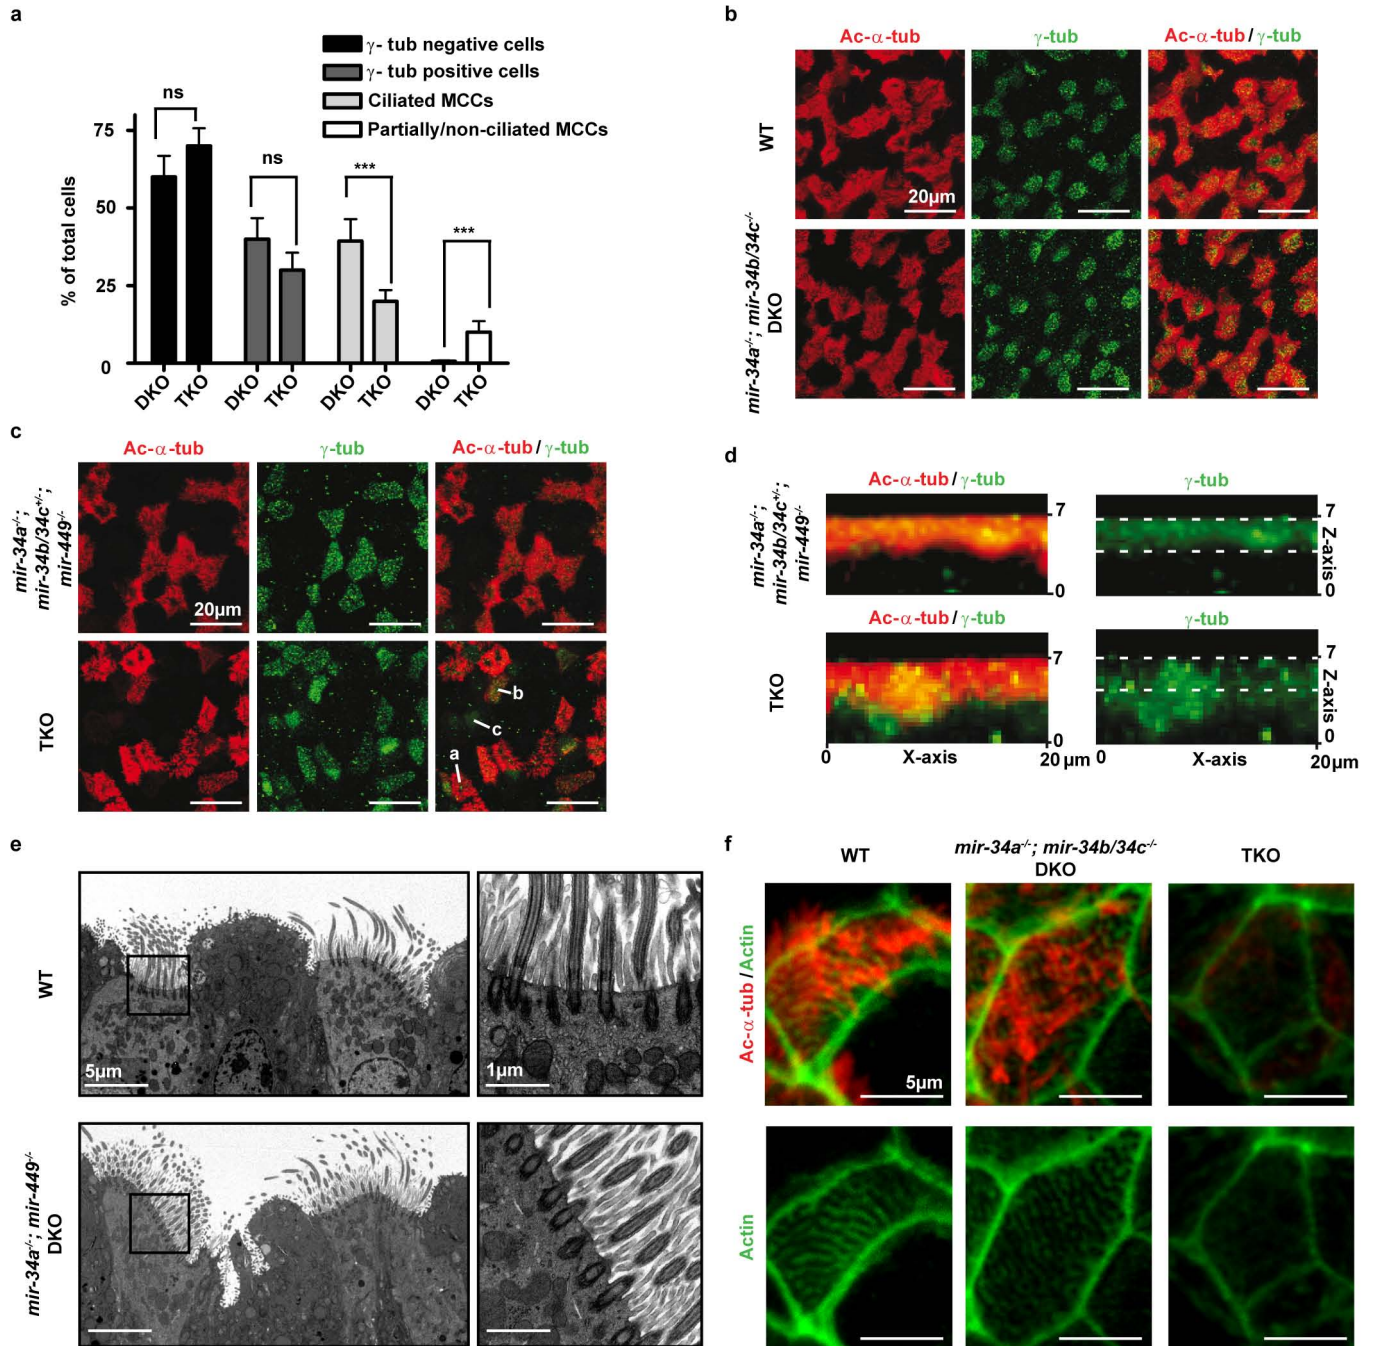 a
γ- tub negative cells
γ- tub positive cells
Ciliated MCCs
Partially/non-ciliated MCCs
ns
ns
***
***
% of total cells
75
50
25
0
DKO TKO DKO TKO DKO TKO DKO TKO
b
Ac-α-tub γ-tub Ac-α-tub / γ-tub
WT
20μm
mir-34a-/-; mir-34b/34c-/-
DKO
c
Ac-α-tub γ-tub Ac-α-tub / γ-tub
mir-34a-/-;
mir-34b/34c+/-;
mir-449-/-
20μm
TKO
b
c
a
d
Ac-α-tub / γ-tub γ-tub
mir-34a-/-;
mir-34b/34c+/-;
mir-449-/-
7
0
7
Z-axis
0
Ac-α-tub / γ-tub γ-tub
TKO
7
0
7
Z-axis
0
0 X-axis 20 μm
0 X-axis 20μm
e
WT
5μm
1μm
mir-34a-/-; mir-449-/-
DKO
f
WT
mir-34a-/-; mir-34b/34c-/-
DKO
TKO
Ac-α-tub / Actin
5μm
Actin